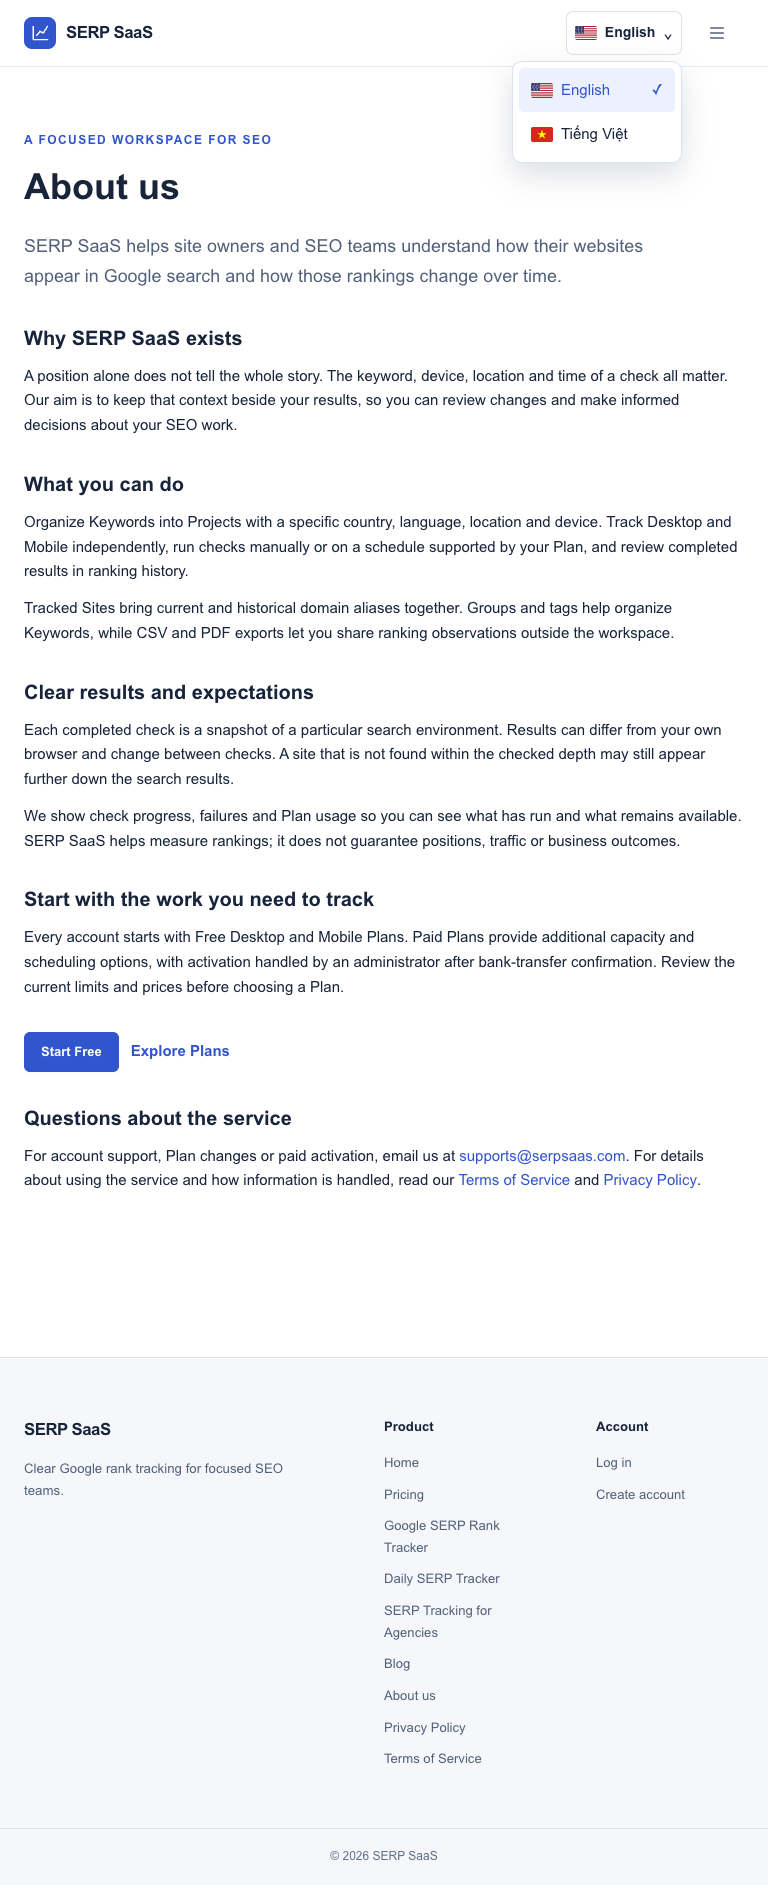 SERP SaaS
English
English
Tiếng Việt
A FOCUSED WORKSPACE FOR SEO
About us
SERP SaaS helps site owners and SEO teams understand how their websites
appear in Google search and how those rankings change over time.
Why SERP SaaS exists
A position alone does not tell the whole story. The keyword, device, location and time of a check all matter.
Our aim is to keep that context beside your results, so you can review changes and make informed
decisions about your SEO work.
What you can do
Organize Keywords into Projects with a specific country, language, location and device. Track Desktop and
Mobile independently, run checks manually or on a schedule supported by your Plan, and review completed
results in ranking history.
Tracked Sites bring current and historical domain aliases together. Groups and tags help organize
Keywords, while CSV and PDF exports let you share ranking observations outside the workspace.
Clear results and expectations
Each completed check is a snapshot of a particular search environment. Results can differ from your own
browser and change between checks. A site that is not found within the checked depth may still appear
further down the search results.
We show check progress, failures and Plan usage so you can see what has run and what remains available.
SERP SaaS helps measure rankings; it does not guarantee positions, traffic or business outcomes.
Start with the work you need to track
Every account starts with Free Desktop and Mobile Plans. Paid Plans provide additional capacity and
scheduling options, with activation handled by an administrator after bank-transfer confirmation. Review the
current limits and prices before choosing a Plan.
Start Free
Explore Plans
Questions about the service
For account support, Plan changes or paid activation, email us at supports@serpsaas.com. For details
about using the service and how information is handled, read our Terms of Service and Privacy Policy.
SERP SaaS
Clear Google rank tracking for focused SEO
teams.
Product
Home
Pricing
Google SERP Rank
Tracker
Daily SERP Tracker
SERP Tracking for
Agencies
Blog
About us
Privacy Policy
Terms of Service
Account
Log in
Create account
© 2026 SERP SaaS